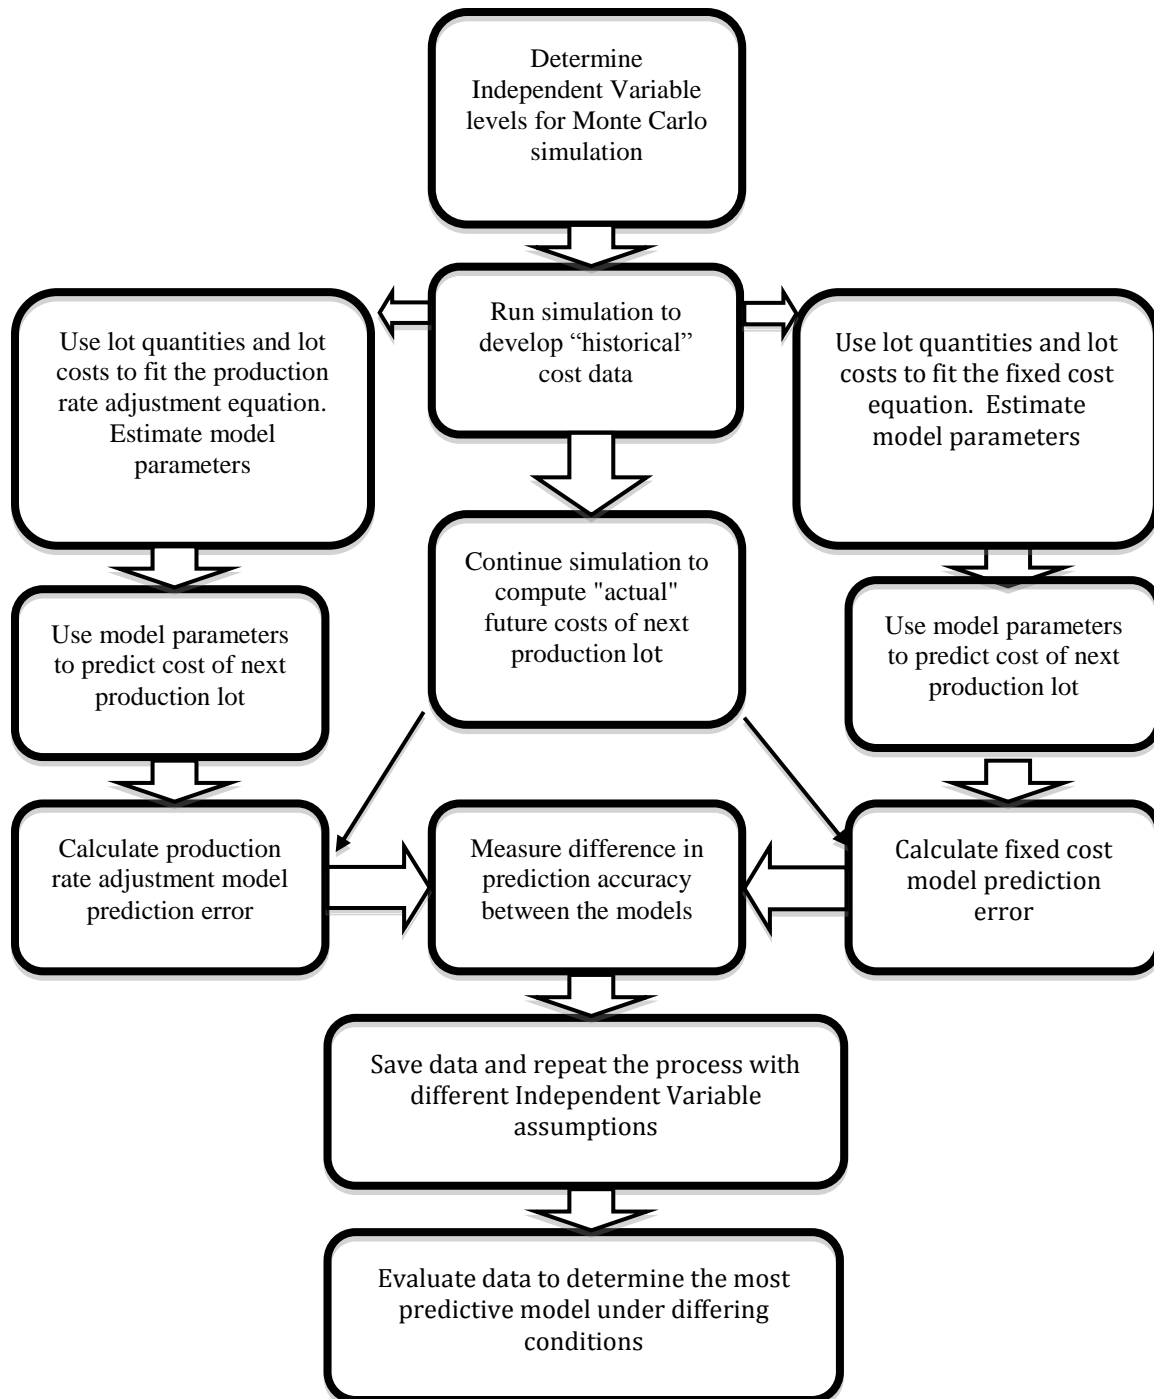 Determine
Independent Variable
levels for Monte Carlo
simulation
Use lot quantities and lot
costs to fit the production
rate adjustment equation.
Estimate model
parameters
Run simulation to
develop “historical”
cost data
Use lot quantities and lot
costs to fit the fixed cost
equation.  Estimate
model parameters
Use model parameters
to predict cost of next
production lot
Continue simulation to
compute "actual"
future costs of next
production lot
Use model parameters
to predict cost of next
production lot
Calculate production
rate adjustment model
prediction error
Measure difference in
prediction accuracy
between the models
Calculate fixed cost
model prediction
error
Save data and repeat the process with
different Independent Variable
assumptions
Evaluate data to determine the most
predictive model under differing
conditions